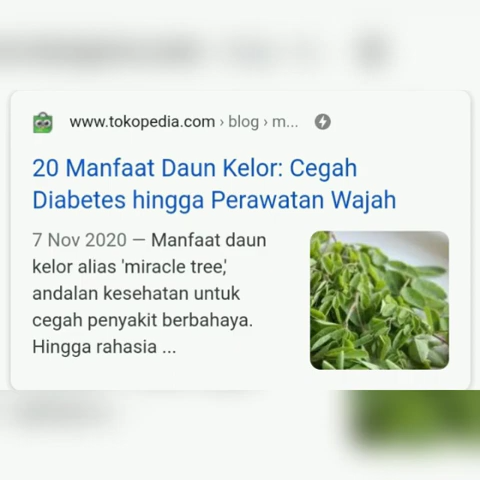 www.tokopedia.com › blog › m...
20 Manfaat Daun Kelor: Cegah
Diabetes hingga Perawatan Wajah
7 Nov 2020 — Manfaat daun
kelor alias 'miracle tree,'
andalan kesehatan untuk
cegah penyakit berbahaya.
Hingga rahasia ...